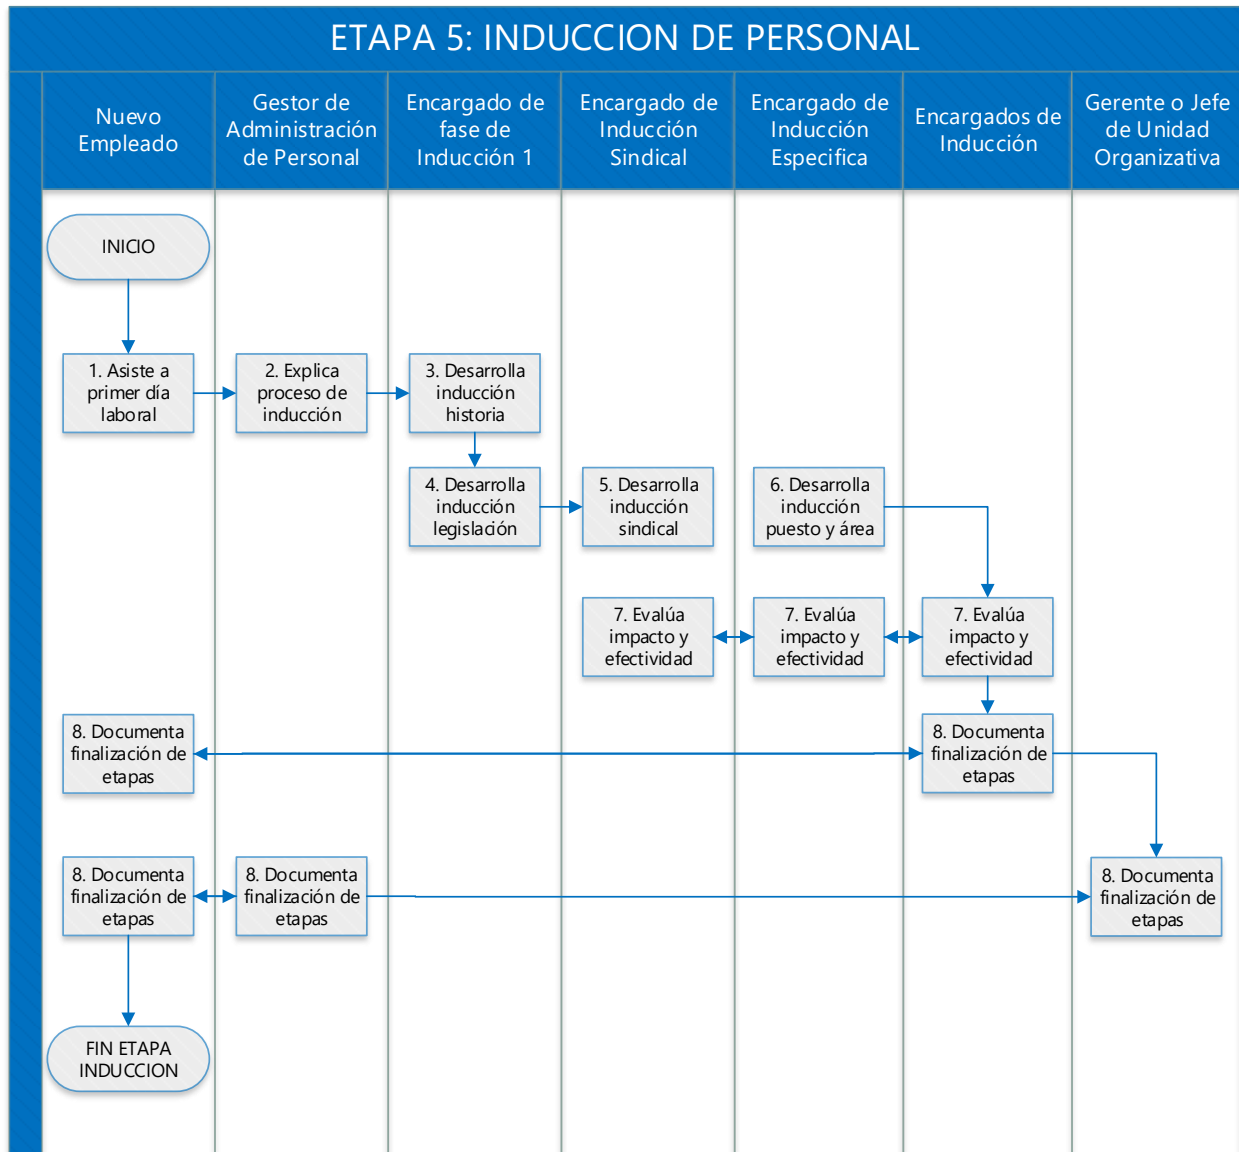 ETAPA 5: INDUCCION DE PERSONAL
Nuevo
Empleado
Gestor de
Administración
de Personal
Encargado de
fase de
Inducción 1
Encargado de
Inducción
Sindical
Encargado de
Inducción
Especifica
Encargados de
Inducción
Gerente o Jefe
de Unidad
Organizativa
INICIO
1. Asiste a
primer día
laboral
2. Explica
proceso de
inducción
3. Desarrolla
inducción
historia
4. Desarrolla
inducción
legislación
5. Desarrolla
inducción
sindical
6. Desarrolla
inducción
puesto y área
7. Evalúa
impacto y
efectividad
7. Evalúa
impacto y
efectividad
7. Evalúa
impacto y
efectividad
8. Documenta
finalización de
etapas
8. Documenta
finalización de
etapas
8. Documenta
finalización de
etapas
8. Documenta
finalización de
etapas
8. Documenta
finalización de
etapas
FIN ETAPA
INDUCCION